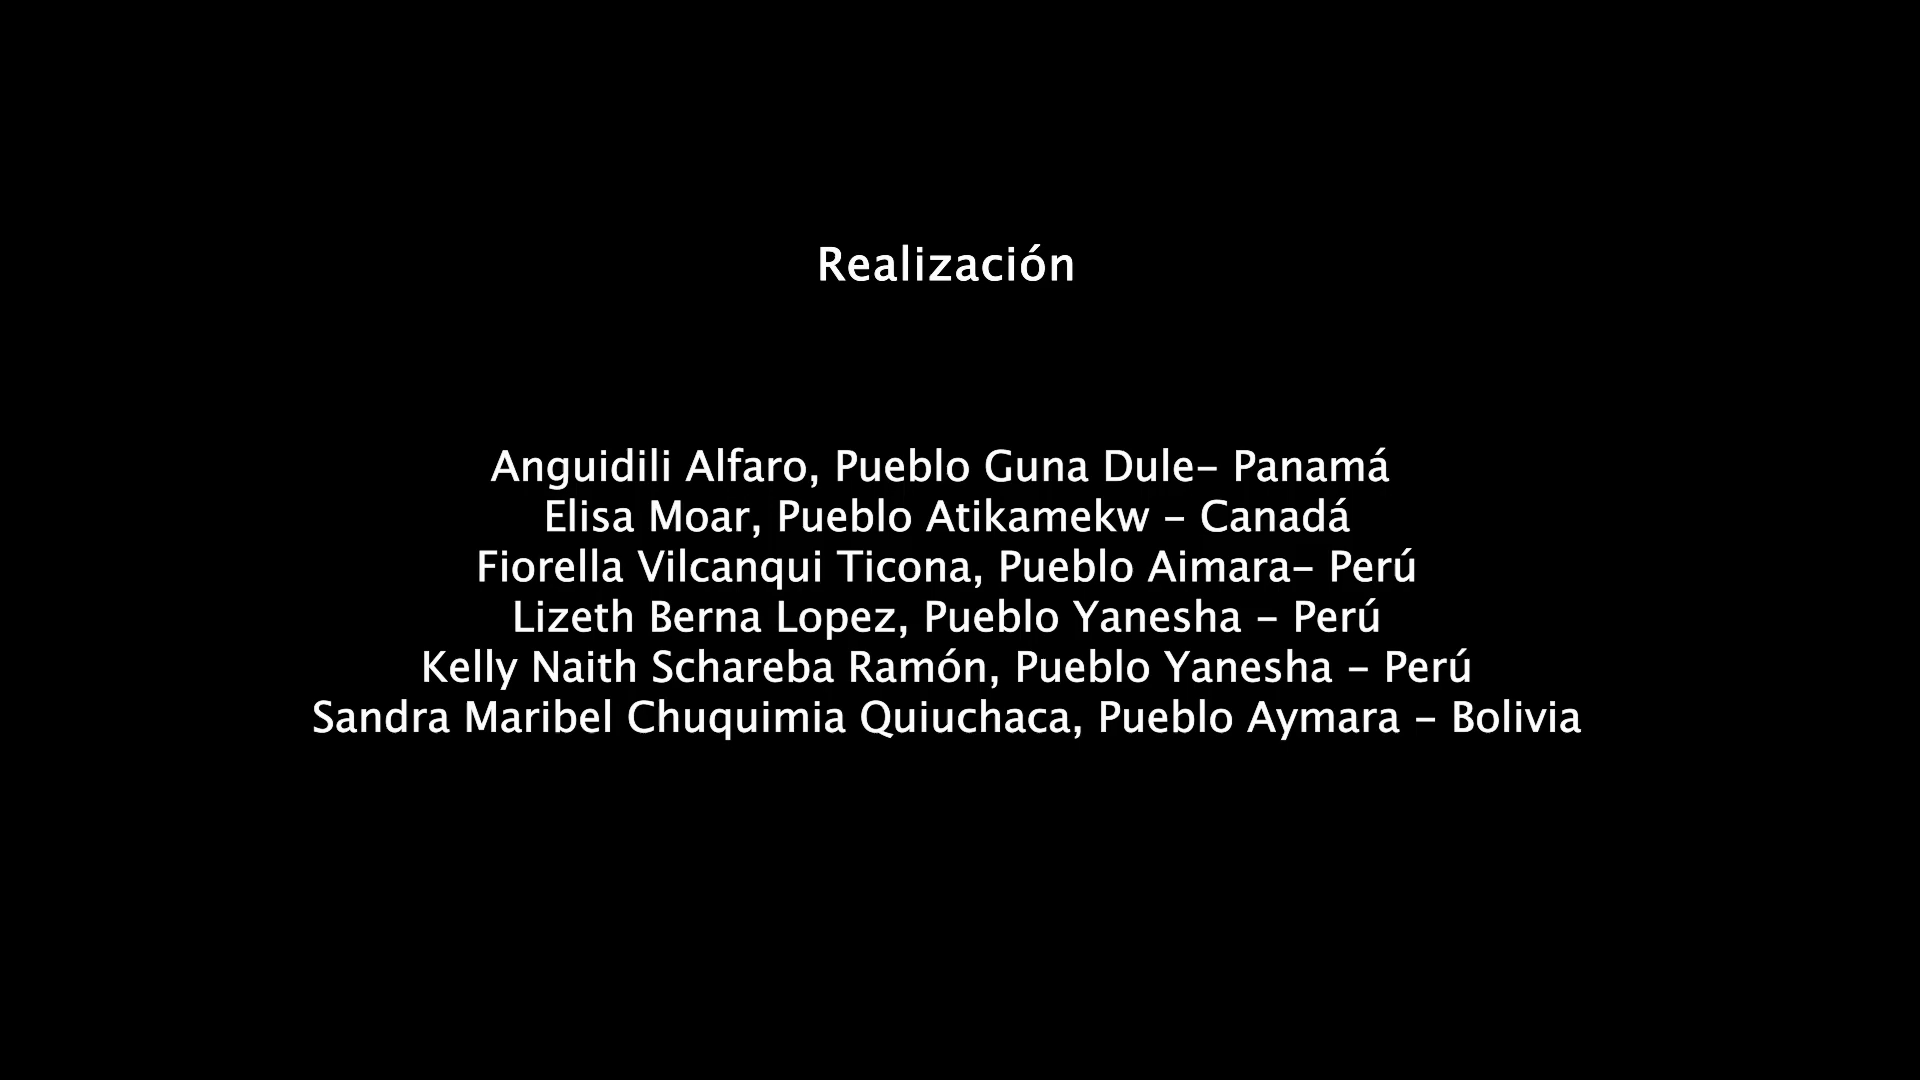 Realización
Anguidili Alfaro, Pueblo Guna Dule– Panamá
Elisa Moar, Pueblo Atikamekw – Canadá
Fiorella Vilcanqui Ticona, Pueblo Aimara– Perú
Lizeth Berna Lopez, Pueblo Yanesha – Perú
Kelly Naith Schareba Ramón, Pueblo Yanesha – Perú
Sandra Maribel Chuquimia Quiuchaca, Pueblo Aymara – Bolivia